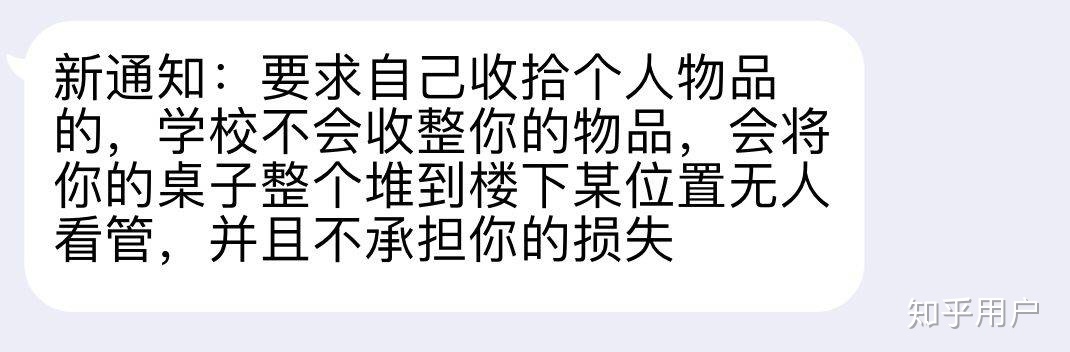 新通知：要求自己收拾个人物品
的，学校不会收整你的物品，会将
你的桌子整个堆到楼下某位置无人
看管，并且不承担你的损失
知乎用户